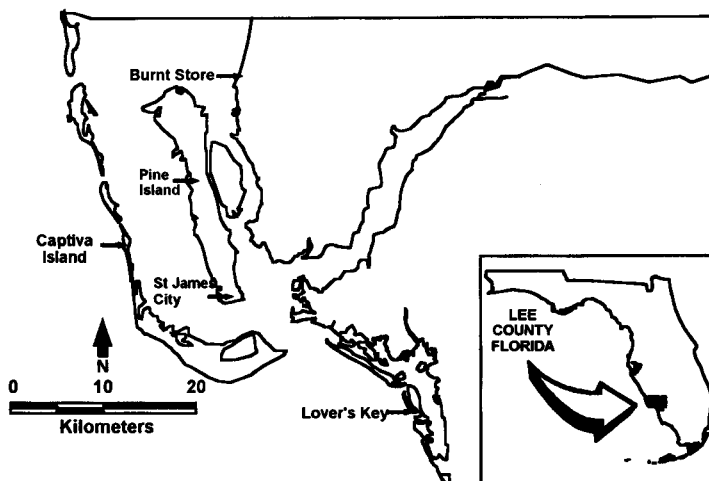 Burnt Store
Pine
Island
Captiva
Island
St James
City
N
0 10 20
Kilometers
Lover's Key
LEE
COUNTY
FLORIDA